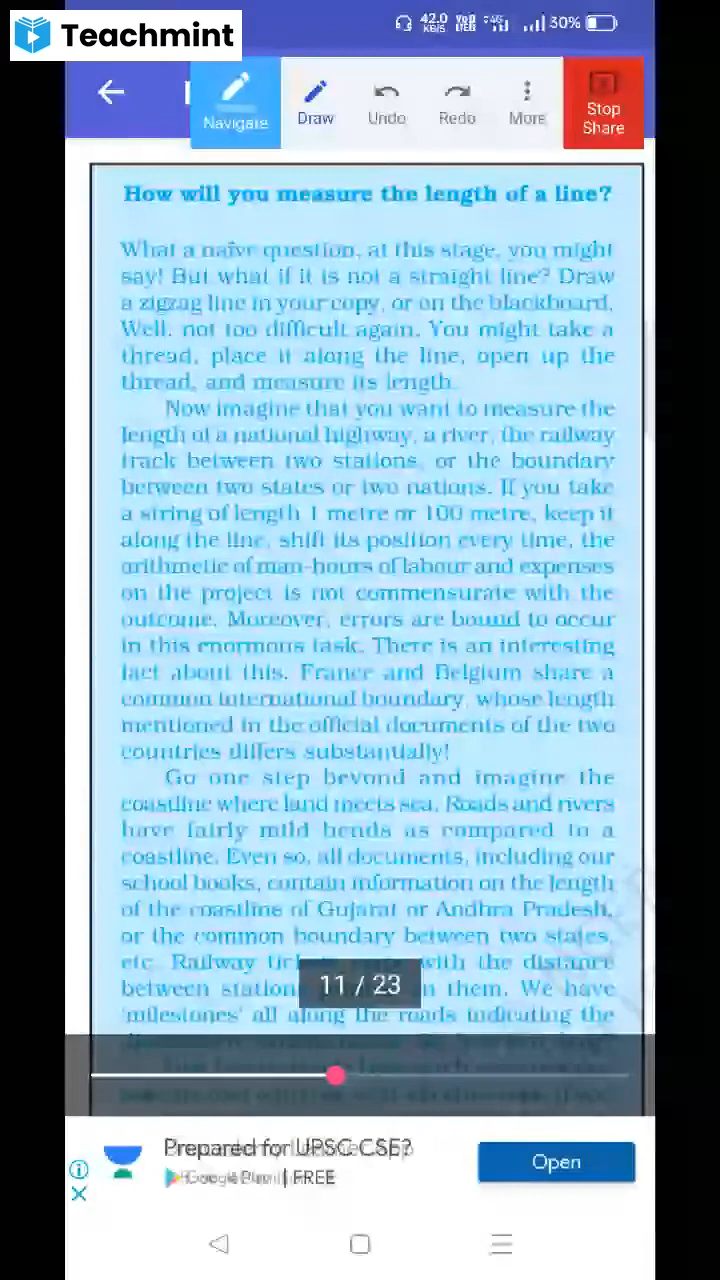 Teachmint
42.0
KB/S
4G
30%
Navigate
Draw
Undo
Redo
More
Stop
Share
How will you measure the length of a line?
What a naïve question, at this stage, you might
say! But what if it is not a straight line? Draw
a zigzag line in your copy, or on the blackboard.
Well, not too difficult again. You might take a
thread, place it along the line, open up the
thread, and measure its length.
Now imagine that you want to measure the
length of a national highway, a river, the railway
track between two stations, or the boundary
between two states or two nations. If you take
a string of length 1 metre or 100 metre, keep it
along the line, shift its position every time, the
arithmetic of man-hours of labour and expenses
on the project is not commensurate with the
outcome. Moreover, errors are bound to occur
in this enormous task. There is an interesting
fact about this. France and Belgium share a
common international boundary, whose length
mentioned in the official documents of the two
countries differs substantially!
Go one step beyond and imagine the
coastline where land meets sea. Roads and rivers
have fairly mild bends as compared to a
coastline. Even so, all documents, including our
school books, contain information on the length
of the coastline of Gujarat or Andhra Pradesh,
or the common boundary between two states,
etc. Railway with the distance
between them. We have
'milestones' all along the roads indicating the
11 / 23
Prepared for UPSC CSE?
FREE
Open